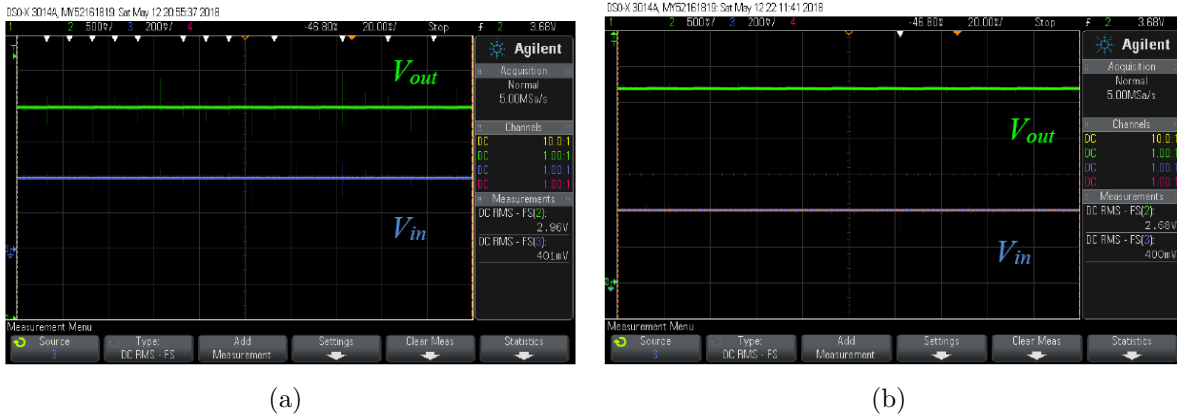 DSO-X 3014A, MY52161819: Sat May 12 20:55:37 2018
1 2 500▿/ 3 200▿/ 4 -46.80▿ 20.00▿/ Stop 2 3.68V
Agilent
Acquisition
Normal
5.00MSa/s
Channels
DC 10.0:1
DC 1.00:1
DC 1.00:1
DC 1.00:1
Measurements
DC RMS - FS(2):
2.96V
DC RMS - FS(3):
401mV
Vout
Vin
Measurement Menu
Source
3
Type:
DC RMS - FS
Add
Measurement
Settings
Clear Meas
Statistics
(a)
DSO-X 3014A, MY52161819: Sat May 12 22:11:41 2018
1 2 500▿/ 3 200▿/ 4 -46.80▿ 20.00▿/ Stop 2 3.68V
Agilent
Acquisition
Normal
5.00MSa/s
Channels
DC 10.0:1
DC 1.00:1
DC 1.00:1
DC 1.00:1
Measurements
DC RMS - FS(2):
2.68V
DC RMS - FS(3):
400mV
Vout
Vin
Measurement Menu
Source
3
Type:
DC RMS - FS
Add
Measurement
Settings
Clear Meas
Statistics
(b)